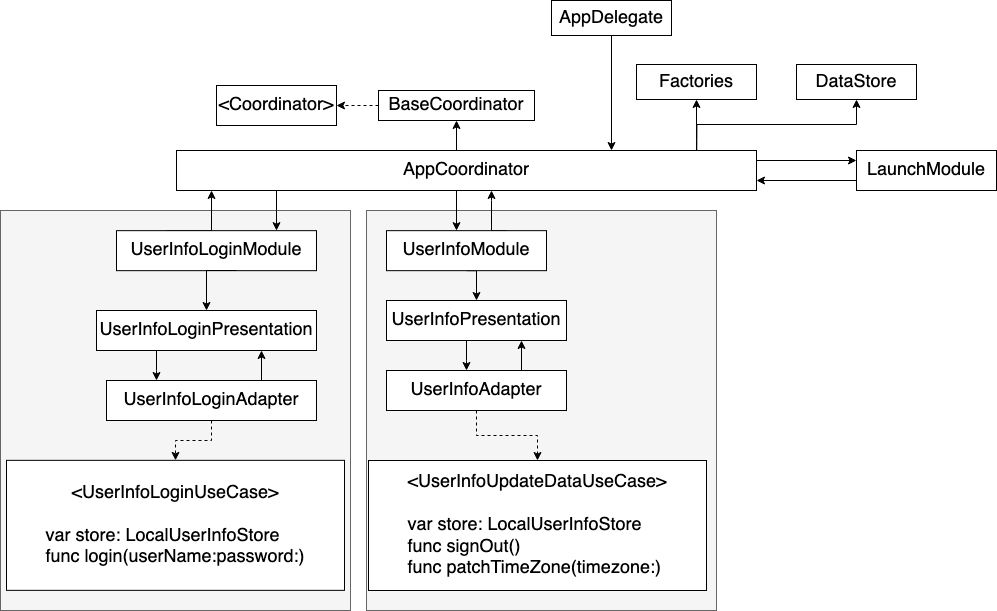 AppDelegate
Factories
DataStore
<Coordinator>
BaseCoordinator
AppCoordinator
LaunchModule
UserInfoLoginModule
UserInfoLoginPresentation
UserInfoLoginAdapter
<UserInfoLoginUseCase>
var store: LocalUserInfoStore
func login(userName:password:)
UserInfoModule
UserInfoPresentation
UserInfoAdapter
<UserInfoUpdateDataUseCase>
var store: LocalUserInfoStore
func signOut()
func patchTimeZone(timezone:)